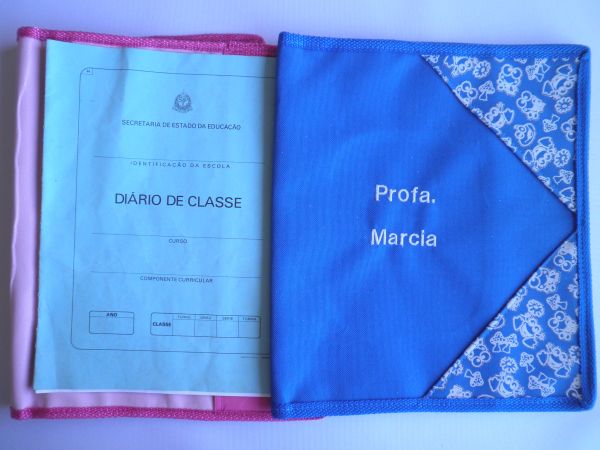 SECRETARIA DE ESTADO DA EDUCAÇÃO
IDENTIFICAÇÃO DA ESCOLA
DIÁRIO DE CLASSE
CURSO
COMPONENTE CURRICULAR
ANO
CLASSE
TURNO GRAU SÉRIE TURMA
Profa.
Marcia